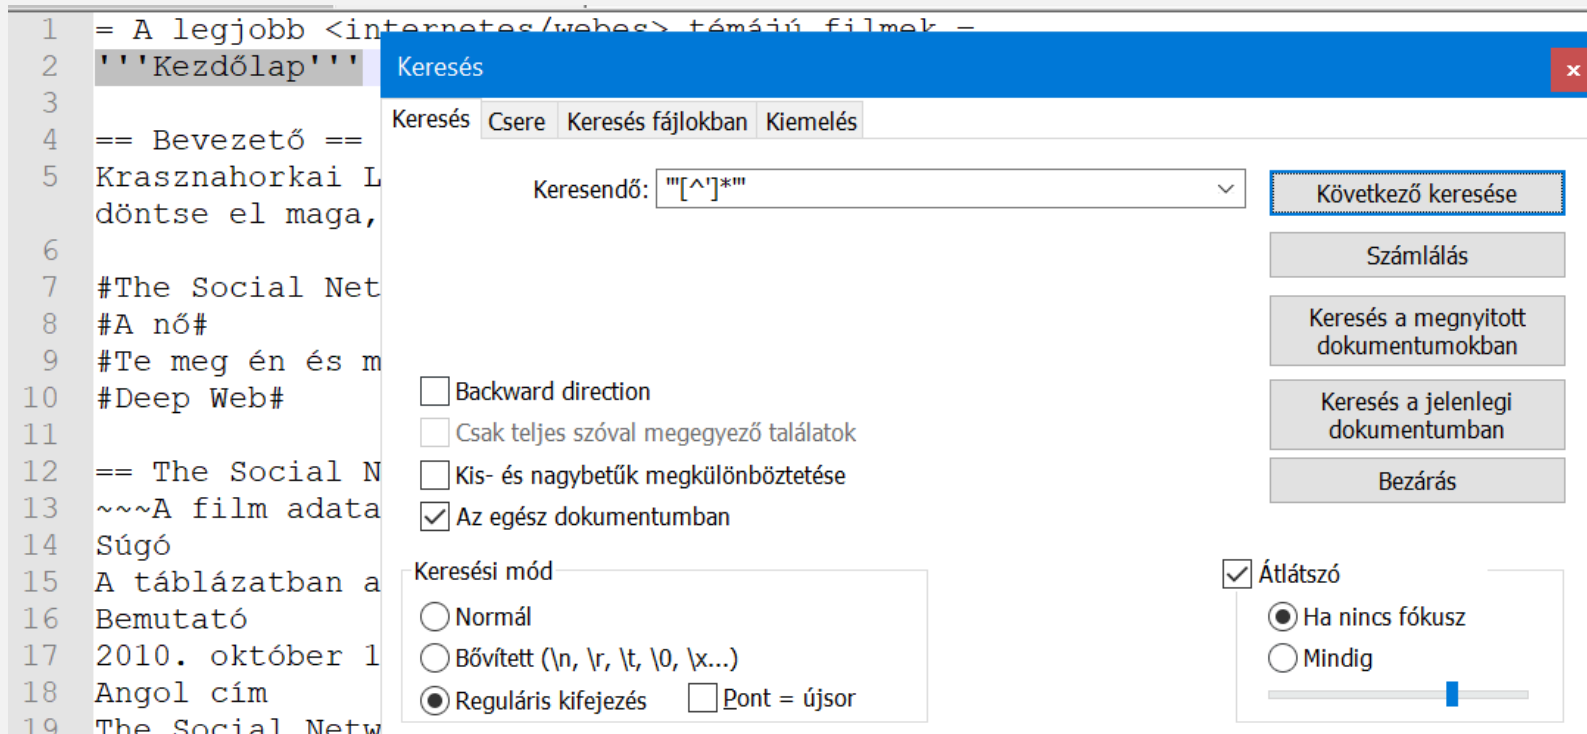 1 = A legjobb <internetes/webes> témájú filmek =
2 '''Kezdőlap'''
3
4 == Bevezető ==
5 Krasznahorkai L
döntse el maga,
6
7 #The Social Net
8 #A nő#
9 #Te meg én és m
10 #Deep Web#
11
12 == The Social N
13 ~~~A film adata
14 Súgó
15 A táblázatban a
16 Bemutató
17 2010. október 1
18 Angol cím
19 The Social Netw
Keresés
x
Keresés Csere Keresés fájlokban Kiemelés
Keresendő: '''[^']*'''
Következő keresése
Számlálás
Keresés a megnyitott
dokumentumokban
Keresés a jelenlegi
dokumentumban
Bezárás
Backward direction
Csak teljes szóval megegyező találatok
Kis- és nagybetűk megkülönböztetése
Az egész dokumentumban
Keresési mód
Normál
Bővített (\n, \r, \t, \0, \x...)
Reguláris kifejezés Pont = újsor
Átlátszó
Ha nincs fókusz
Mindig